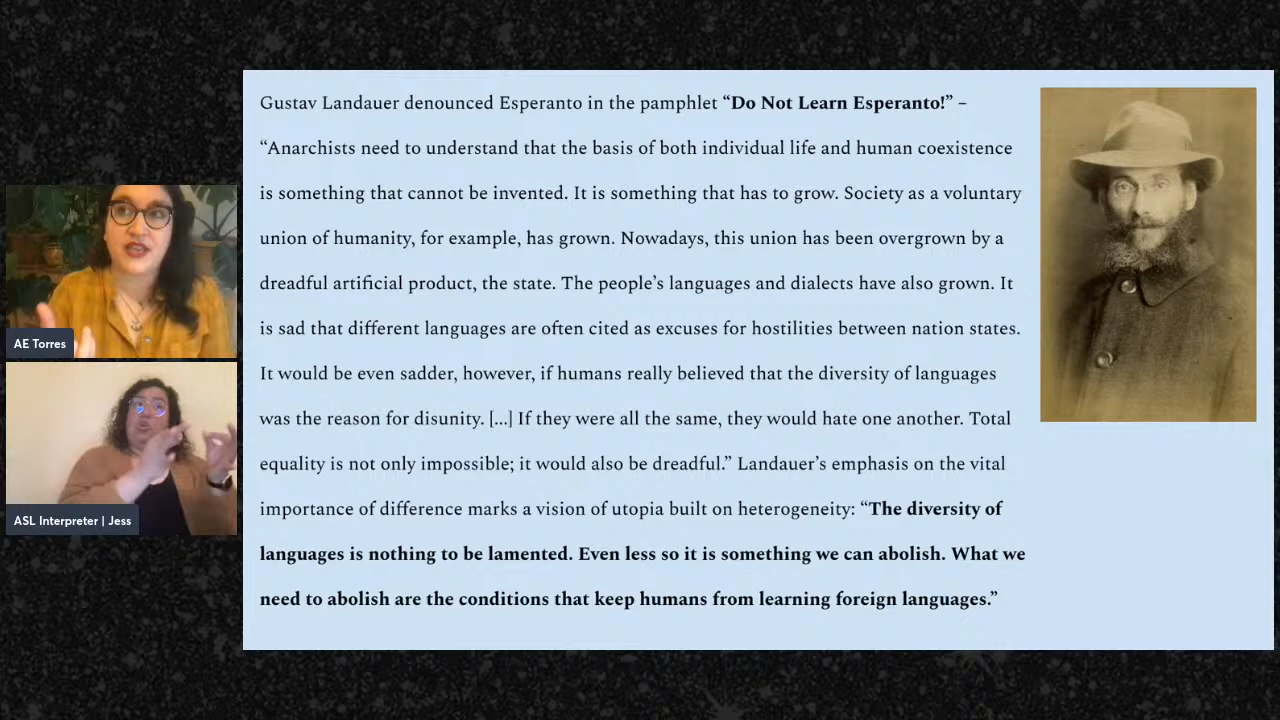 Gustav Landauer denounced Esperanto in the pamphlet “Do Not Learn Esperanto!” –
“Anarchists need to understand that the basis of both individual life and human coexistence
is something that cannot be invented. It is something that has to grow. Society as a voluntary
union of humanity, for example, has grown. Nowadays, this union has been overgrown by a
dreadful artificial product, the state. The people’s languages and dialects have also grown. It
is sad that different languages are often cited as excuses for hostilities between nation states.
It would be even sadder, however, if humans really believed that the diversity of languages
was the reason for disunity. [...] If they were all the same, they would hate one another. Total
equality is not only impossible; it would also be dreadful.” Landauer’s emphasis on the vital
importance of difference marks a vision of utopia built on heterogeneity: “The diversity of
languages is nothing to be lamented. Even less so it is something we can abolish. What we
need to abolish are the conditions that keep humans from learning foreign languages.”
AE Torres
ASL Interpreter | Jess